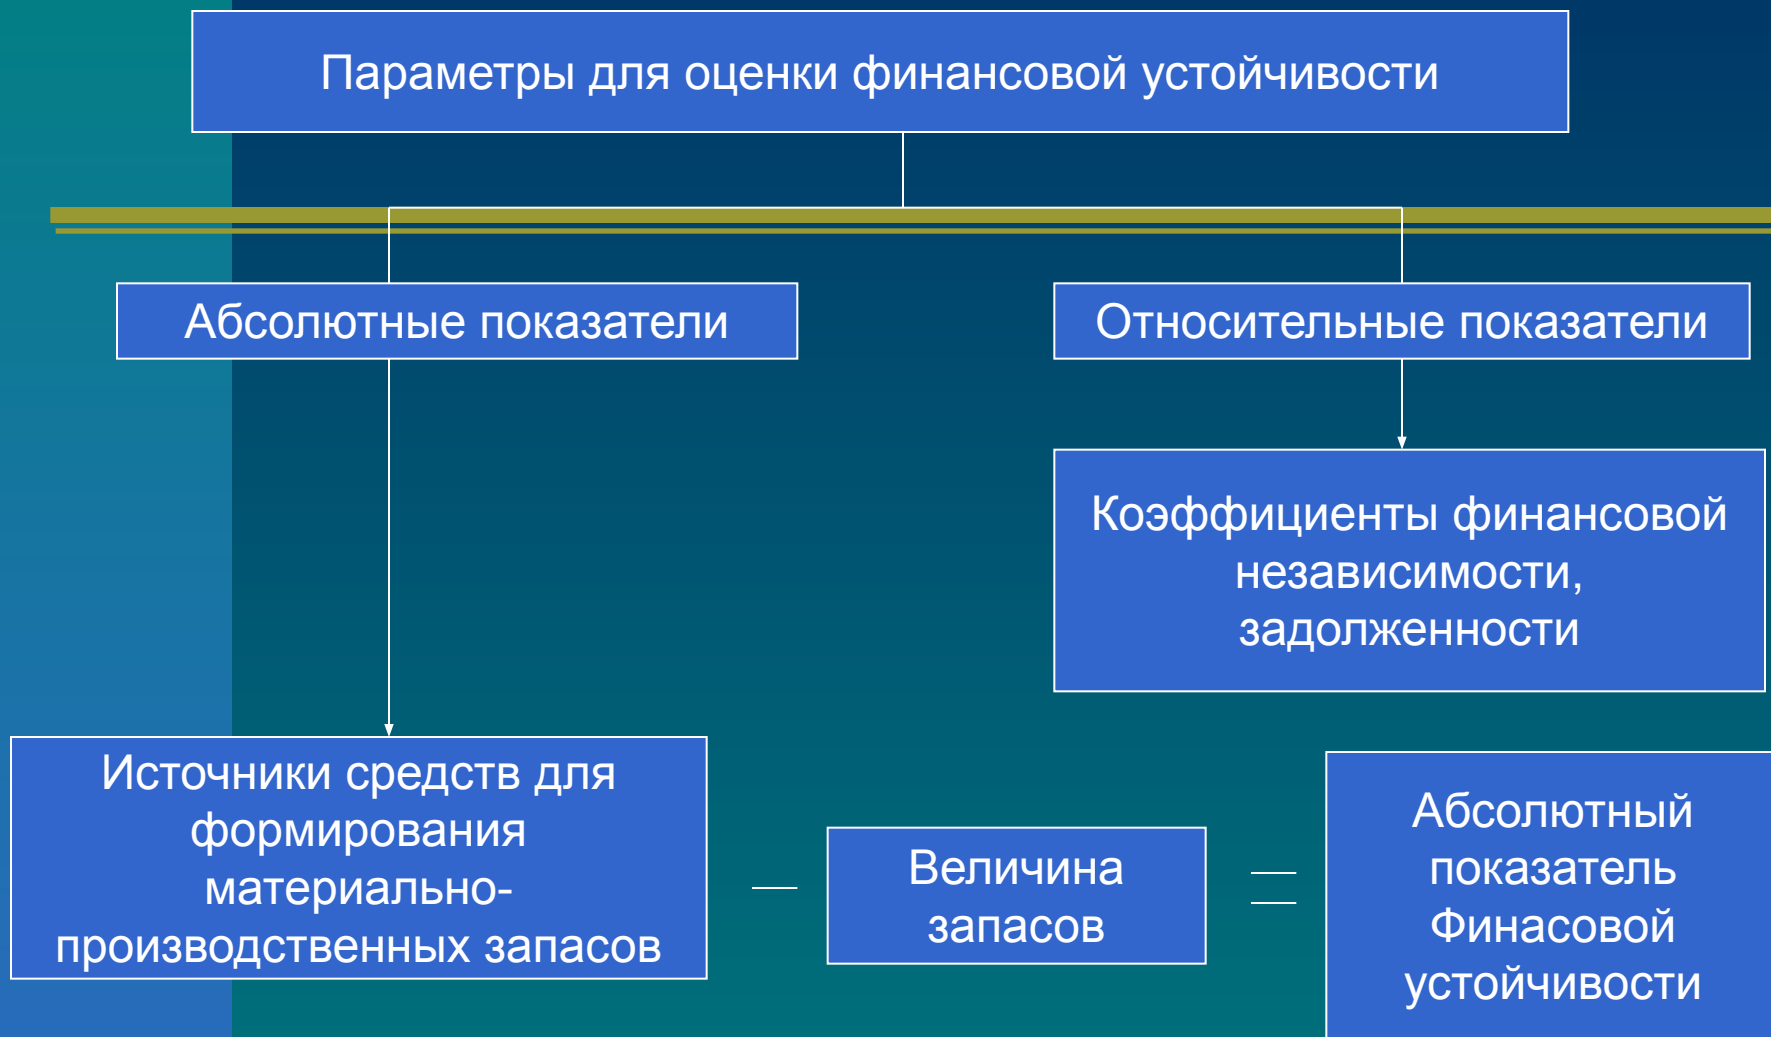 Параметры для оценки финансовой устойчивости
Абсолютные показатели
Относительные показатели
Коэффициенты финансовой
независимости,
задолженности
Источники средств для
формирования
материально-
производственных запасов
—
Величина
запасов
=
Абсолютный
показатель
Финасовой
устойчивости